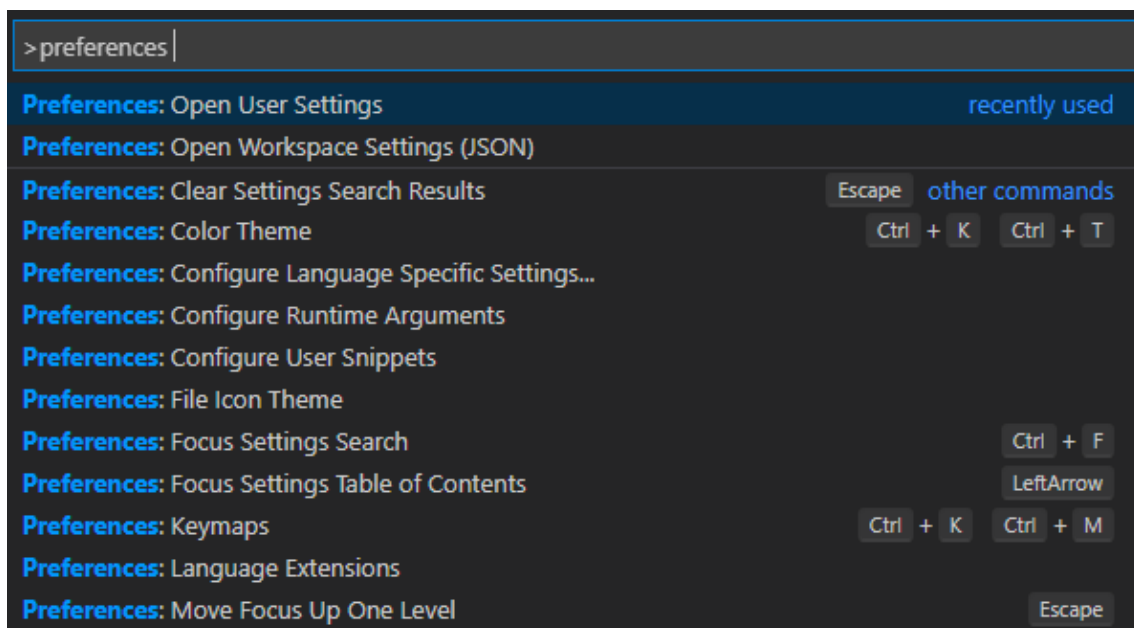 >preferences
Preferences: Open User Settings recently used
Preferences: Open Workspace Settings (JSON)
Preferences: Clear Settings Search Results Escape other commands
Preferences: Color Theme Ctrl + K Ctrl + T
Preferences: Configure Language Specific Settings...
Preferences: Configure Runtime Arguments
Preferences: Configure User Snippets
Preferences: File Icon Theme
Preferences: Focus Settings Search Ctrl + F
Preferences: Focus Settings Table of Contents LeftArrow
Preferences: Keymaps Ctrl + K Ctrl + M
Preferences: Language Extensions
Preferences: Move Focus Up One Level Escape